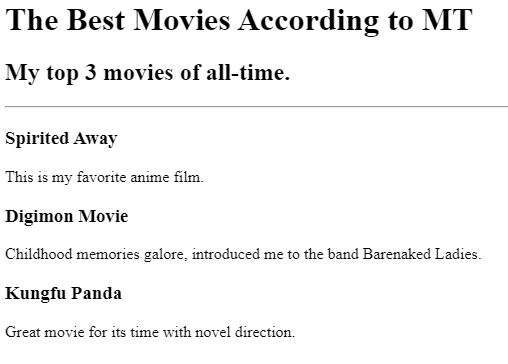 The Best Movies According to MT
My top 3 movies of all-time.
Spirited Away
This is my favorite anime film.
Digimon Movie
Childhood memories galore, introduced me to the band Barenaked Ladies.
Kungfu Panda
Great movie for its time with novel direction.